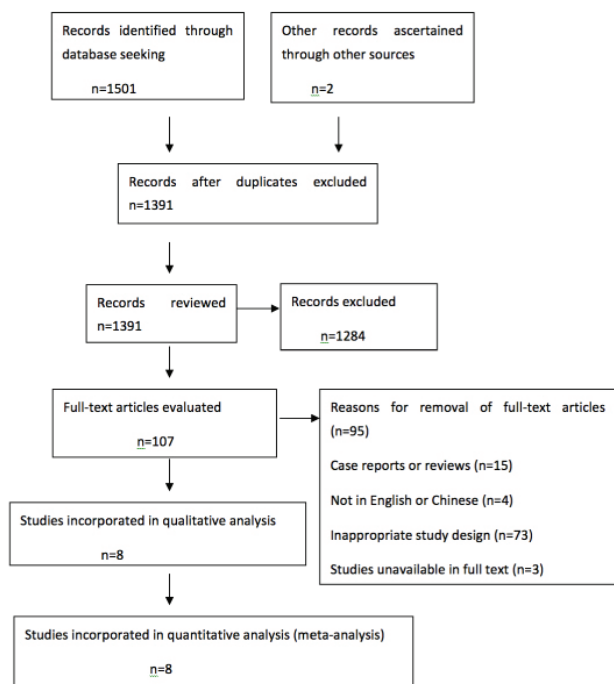 Records identified through
database seeking
n=1501
Other records ascertained
through other sources
n=2
Records after duplicates excluded
n=1391
Records reviewed
n=1391
Records excluded
n=1284
Full-text articles evaluated
n=107
Reasons for removal of full-text articles
(n=95)
Case reports or reviews (n=15)
Not in English or Chinese (n=4)
Inappropriate study design (n=73)
Studies unavailable in full text (n=3)
Studies incorporated in qualitative analysis
n=8
Studies incorporated in quantitative analysis (meta-analysis)
n=8